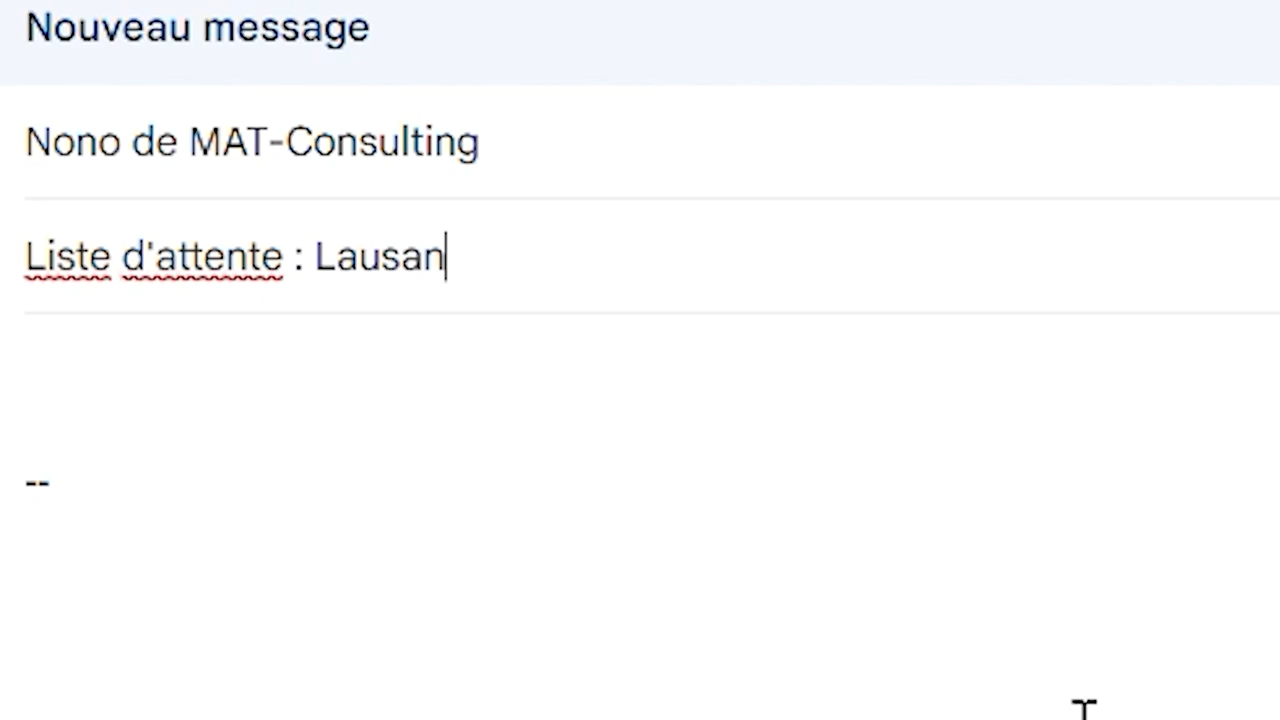 Nouveau message
Nono de MAT-Consulting
Liste d'attente : Lausan
--